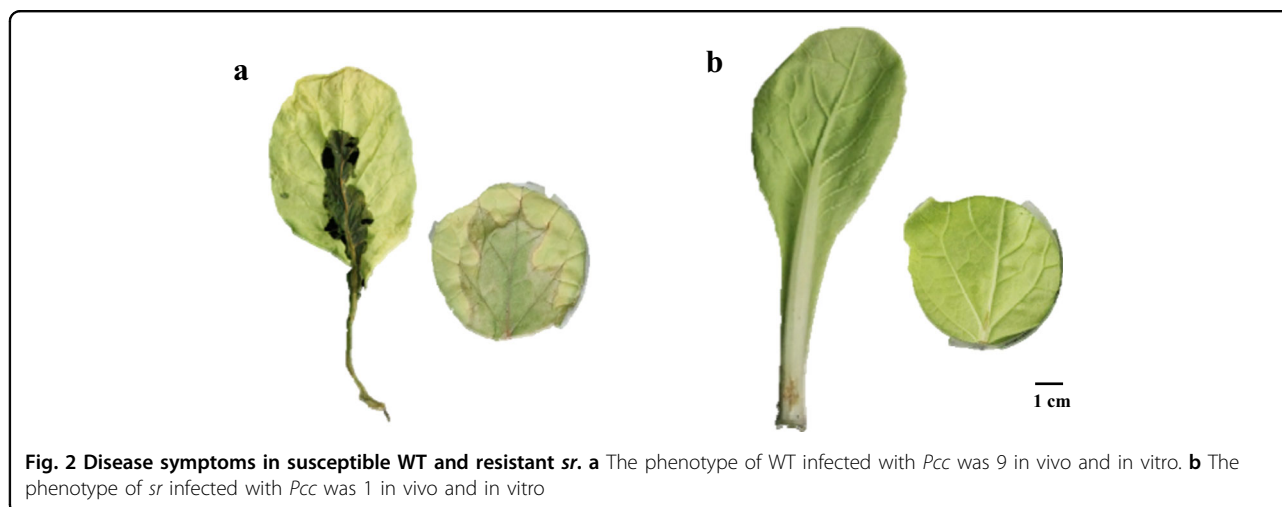 a
b
1 cm
Fig. 2 Disease symptoms in susceptible WT and resistant sr. a The phenotype of WT infected with Pcc was 9 in vivo and in vitro. b The
phenotype of sr infected with Pcc was 1 in vivo and in vitro